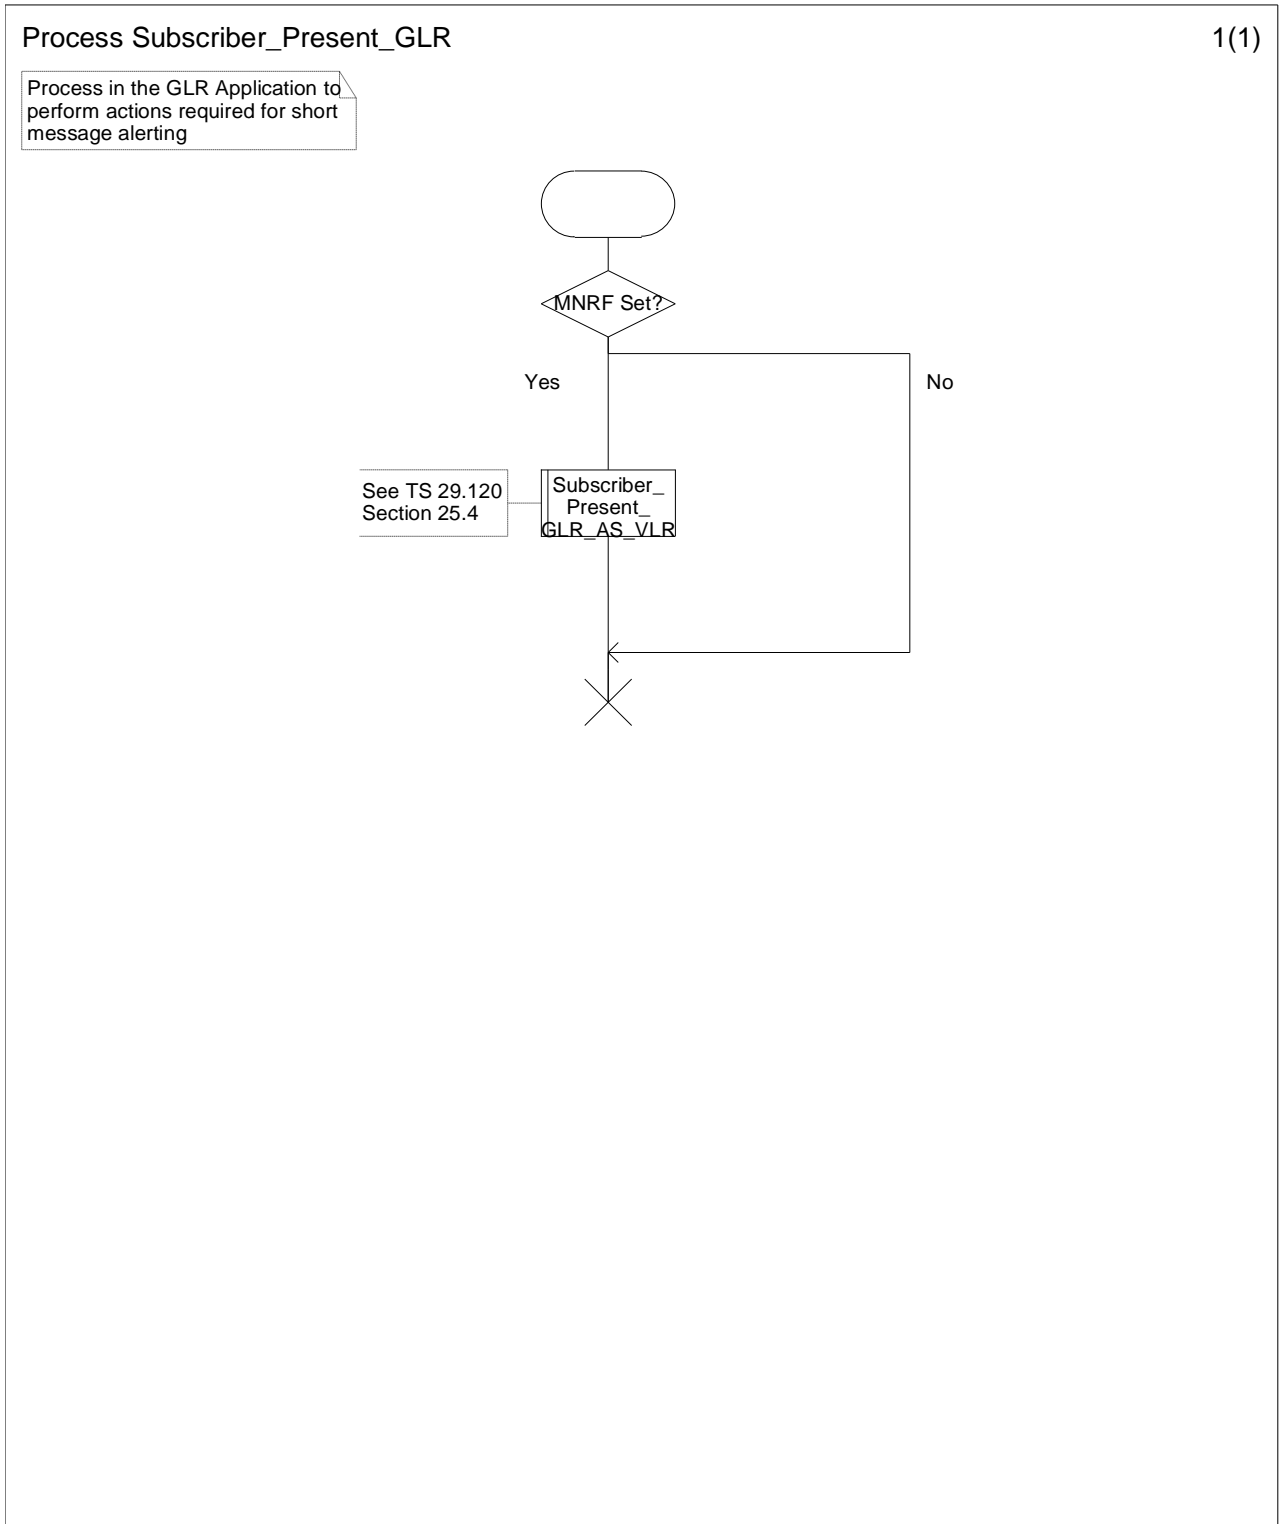 Process Subscriber_Present_GLR
1(1)
Process in the GLR Application to
perform actions required for short
message alerting
MNRF Set?
Yes
No
See TS 29.120
Section 25.4
Subscriber_
Present_
GLR_AS_VLR